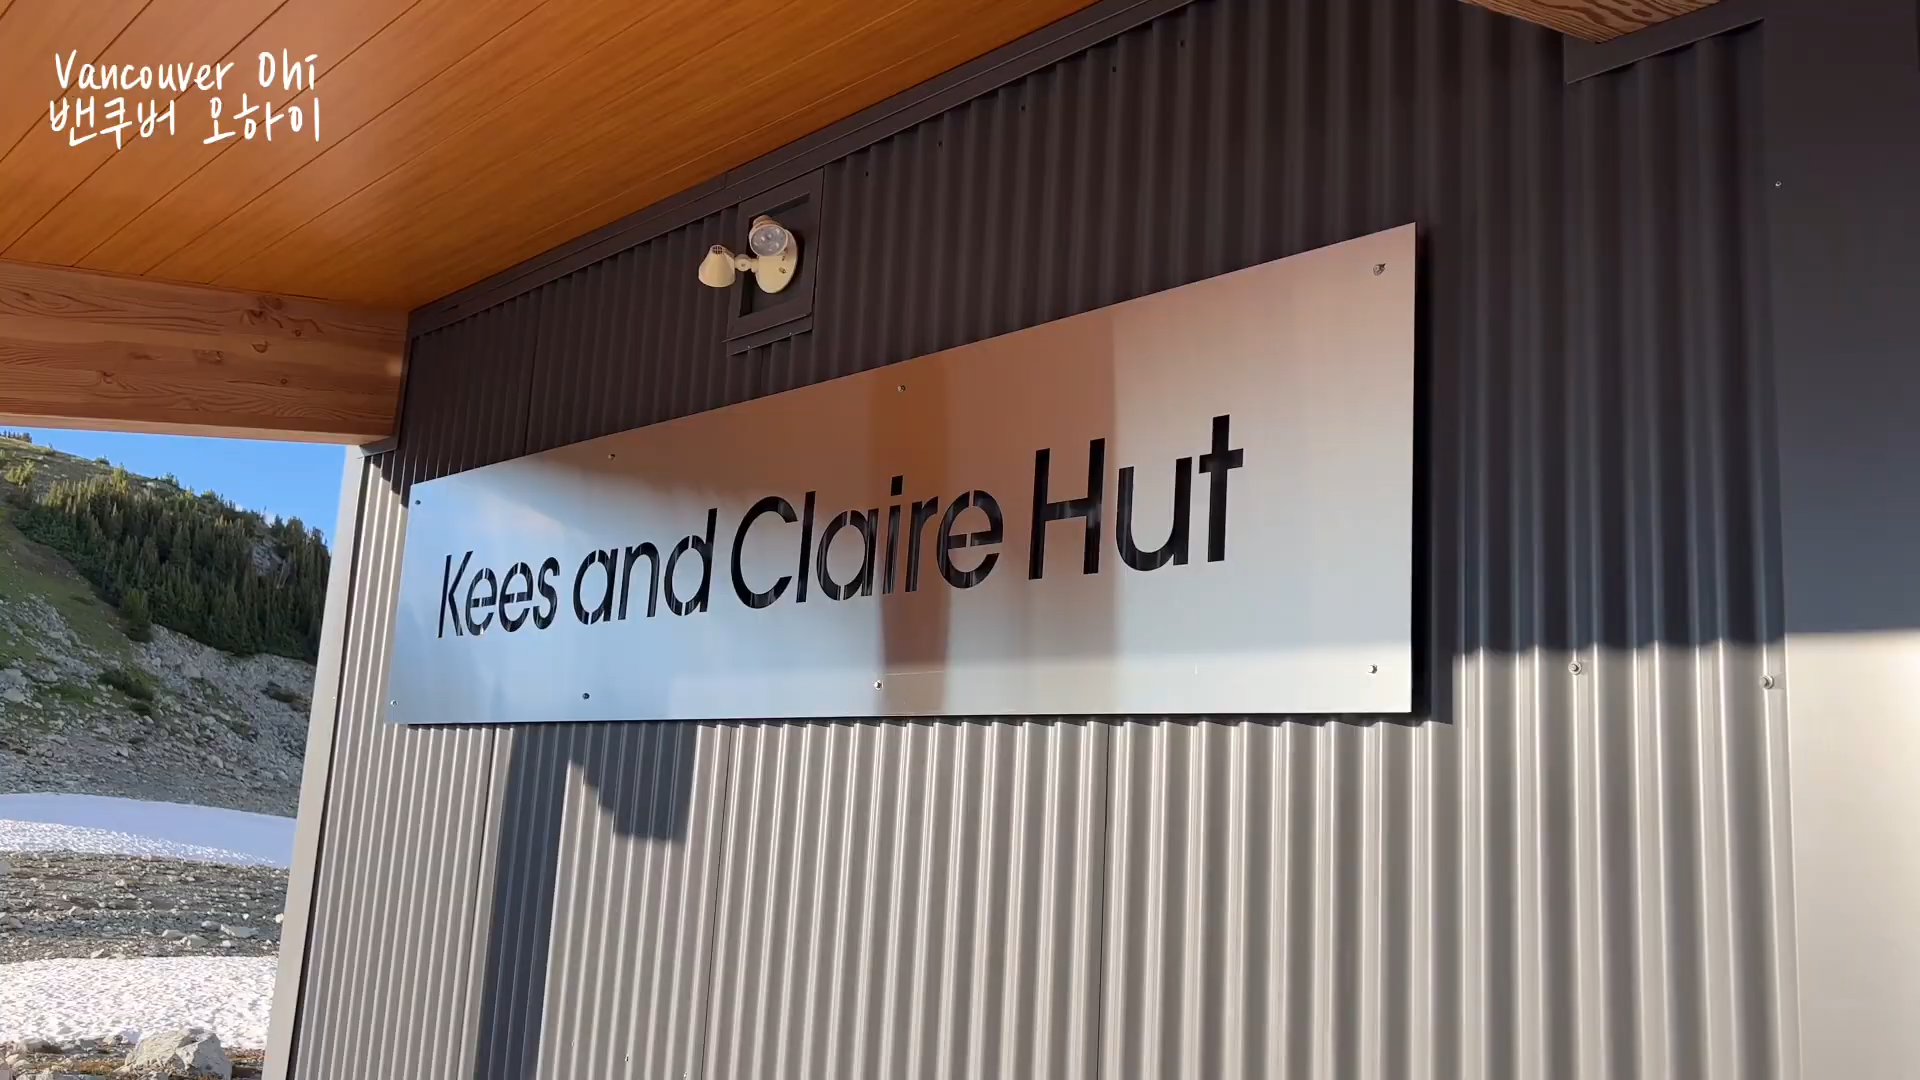 Vancouver Ohi
밴쿠버 오하이
Kees and Claire Hut